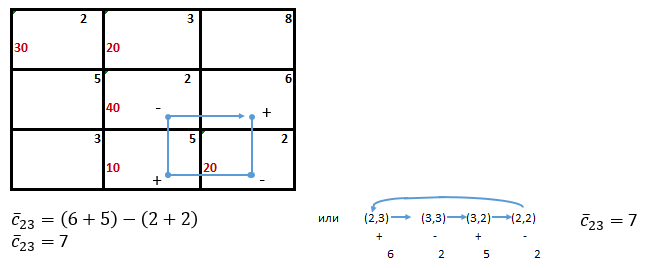 2 3 8
30 20
5 2 6
40 - +
3 5 2
10 20
+ -
c̄₂₃ = (6 + 5) − (2 + 2)
c̄₂₃ = 7
или (2,3) (3,3) (3,2) (2,2) c̄₂₃ = 7
+ - + -
6 2 5 2